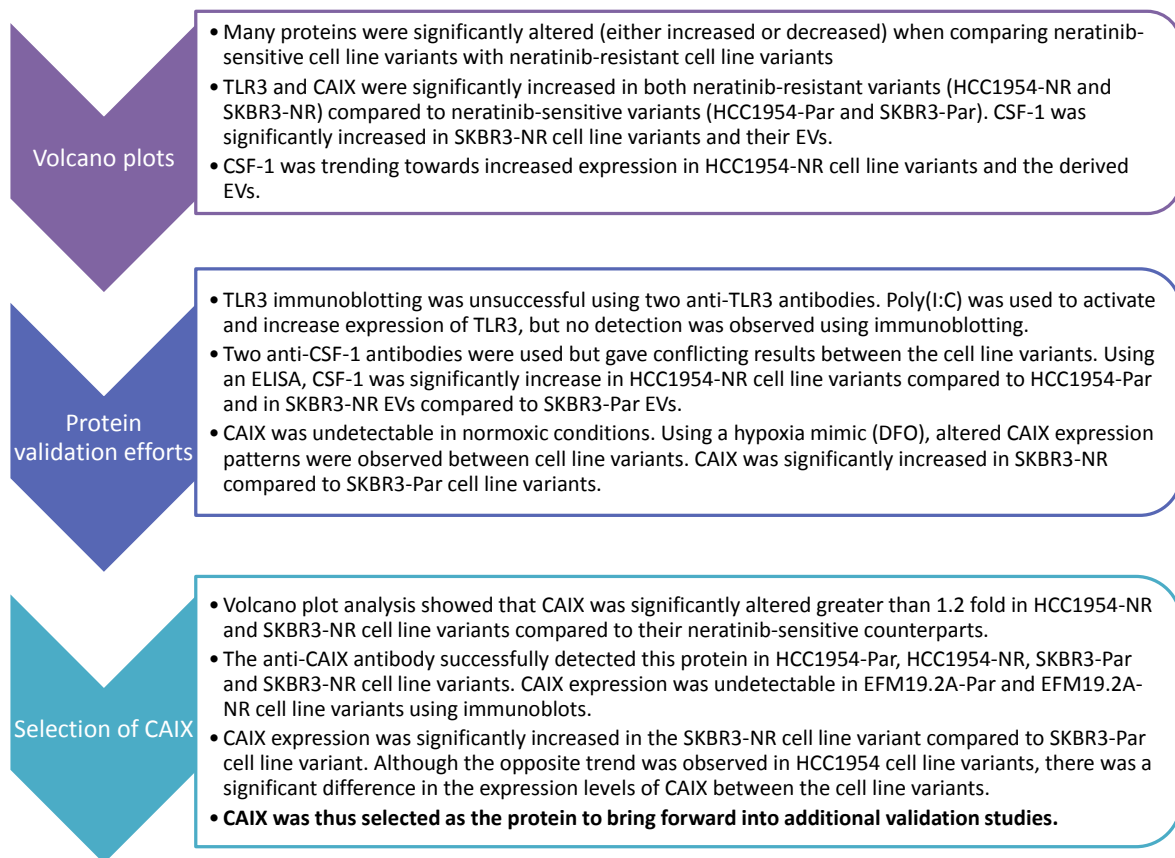 Volcano plots
• Many proteins were significantly altered (either increased or decreased) when comparing neratinib-
sensitive cell line variants with neratinib-resistant cell line variants
• TLR3 and CAIX were significantly increased in both neratinib-resistant variants (HCC1954-NR and
SKBR3-NR) compared to neratinib-sensitive variants (HCC1954-Par and SKBR3-Par). CSF-1 was
significantly increased in SKBR3-NR cell line variants and their EVs.
• CSF-1 was trending towards increased expression in HCC1954-NR cell line variants and the derived
EVs.
Protein
validation efforts
• TLR3 immunoblotting was unsuccessful using two anti-TLR3 antibodies. Poly(I:C) was used to activate
and increase expression of TLR3, but no detection was observed using immunoblotting.
• Two anti-CSF-1 antibodies were used but gave conflicting results between the cell line variants. Using
an ELISA, CSF-1 was significantly increase in HCC1954-NR cell line variants compared to HCC1954-Par
and in SKBR3-NR EVs compared to SKBR3-Par EVs.
• CAIX was undetectable in normoxic conditions. Using a hypoxia mimic (DFO), altered CAIX expression
patterns were observed between cell line variants. CAIX was significantly increased in SKBR3-NR
compared to SKBR3-Par cell line variants.
Selection of CAIX
• Volcano plot analysis showed that CAIX was significantly altered greater than 1.2 fold in HCC1954-NR
and SKBR3-NR cell line variants compared to their neratinib-sensitive counterparts.
• The anti-CAIX antibody successfully detected this protein in HCC1954-Par, HCC1954-NR, SKBR3-Par
and SKBR3-NR cell line variants. CAIX expression was undetectable in EFM19.2A-Par and EFM19.2A-
NR cell line variants using immunoblots.
• CAIX expression was significantly increased in the SKBR3-NR cell line variant compared to SKBR3-Par
cell line variant. Although the opposite trend was observed in HCC1954 cell line variants, there was a
significant difference in the expression levels of CAIX between the cell line variants.
• CAIX was thus selected as the protein to bring forward into additional validation studies.